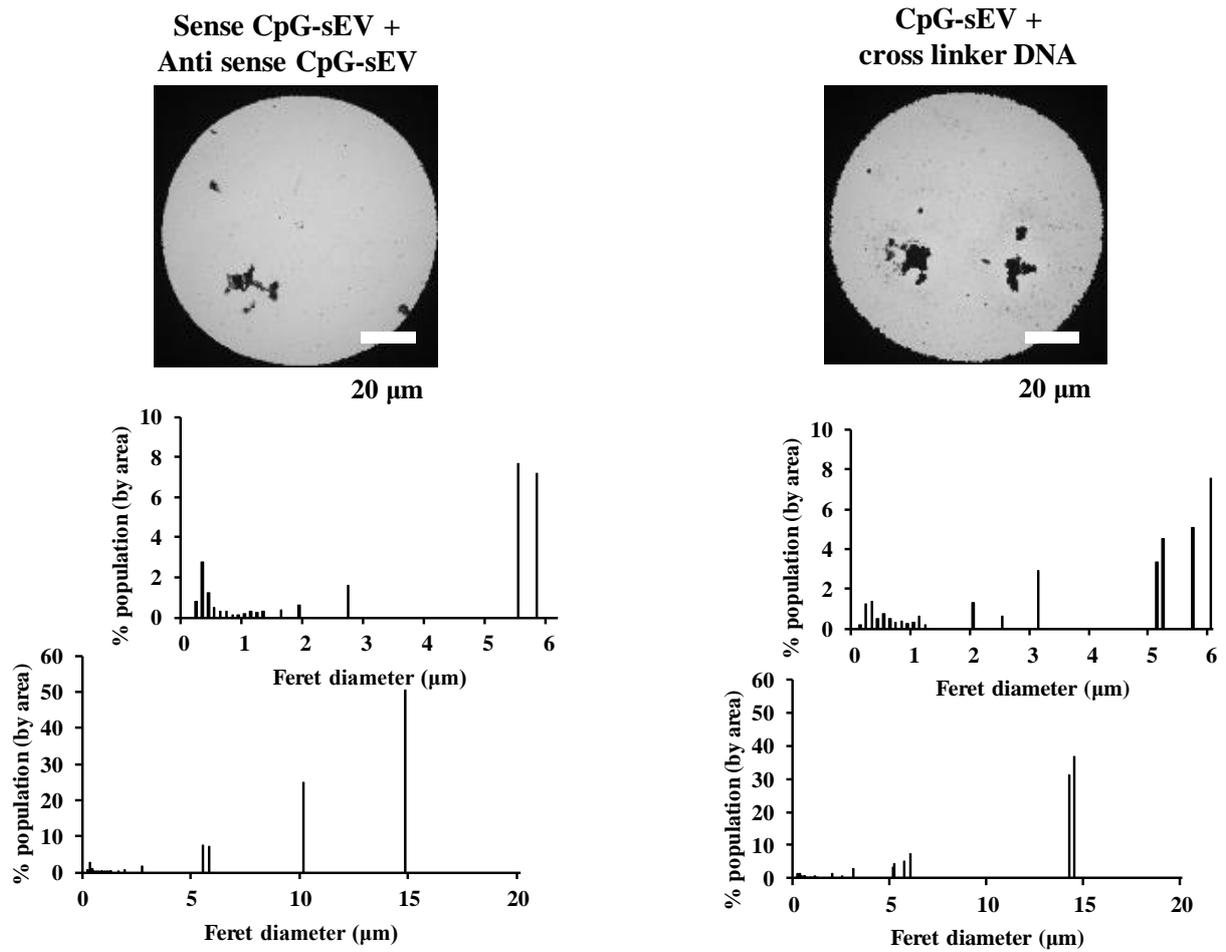 Sense CpG-sEV +
Anti sense CpG-sEV
20 μm
10
8
6
4
2
0
% population (by area)
0 1 2 3 4 5 6
Feret diameter (μm)
60
50
40
30
20
10
0
% population (by area)
0 5 10 15 20
Feret diameter (μm)
CpG-sEV +
cross linker DNA
20 μm
10
8
6
4
2
0
% population (by area)
0 1 2 3 4 5 6
Feret diameter (μm)
60
50
40
30
20
10
0
% population (by area)
0 5 10 15 20
Feret diameter (μm)